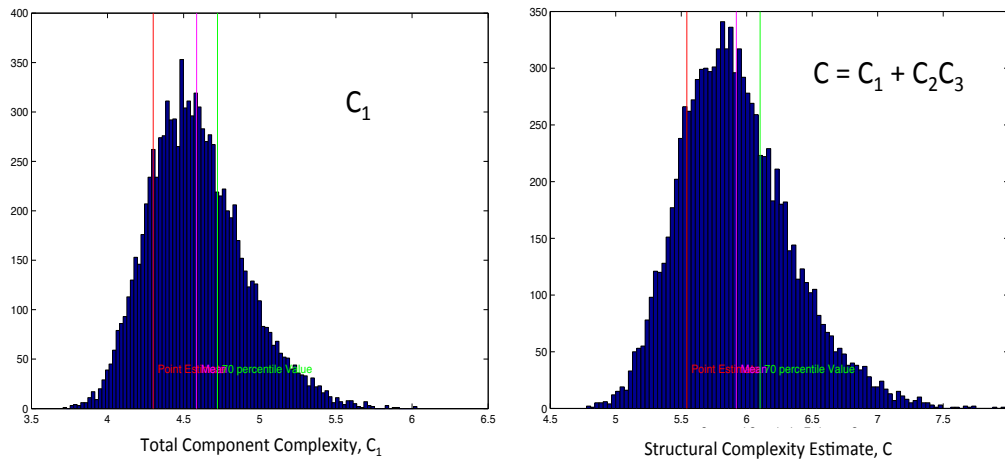 400
350
300
250
200
150
100
50
0
3.5 4 4.5 5 5.5 6 6.5
C₁
Point Estimate Mean 70 percentile Value
Total Component Complexity, C₁
350
300
250
200
150
100
50
0
4.5 5 5.5 6 6.5 7 7.5
C = C₁ + C₂C₃
Point Estimate Mean 70 percentile Value
Structural Complexity Estimate, C